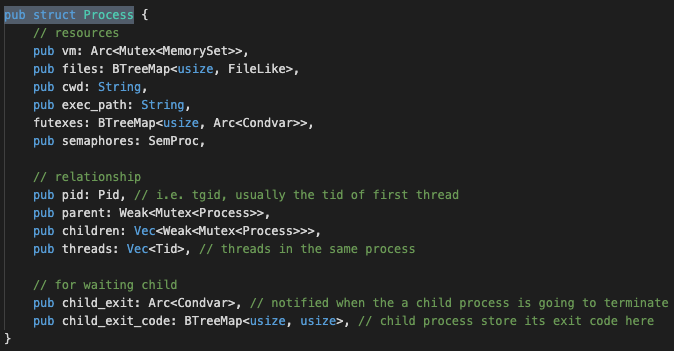 pub struct Process {
    // resources
    pub vm: Arc<Mutex<MemorySet>>,
    pub files: BTreeMap<usize, FileLike>,
    pub cwd: String,
    pub exec_path: String,
    futexes: BTreeMap<usize, Arc<Condvar>>,
    pub semaphores: SemProc,

    // relationship
    pub pid: Pid, // i.e. tgid, usually the tid of first thread
    pub parent: Weak<Mutex<Process>>,
    pub children: Vec<Weak<Mutex<Process>>>,
    pub threads: Vec<Tid>, // threads in the same process

    // for waiting child
    pub child_exit: Arc<Condvar>, // notified when the a child process is going to terminate
    pub child_exit_code: BTreeMap<usize, usize>, // child process store its exit code here
}